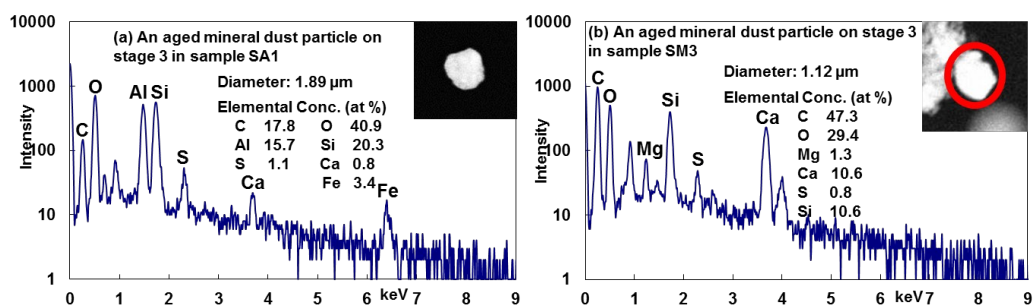 (a) An aged mineral dust particle on
stage 3 in sample SA1
Diameter: 1.89 µm
Elemental Conc. (at %)
C 17.8 O 40.9
Al 15.7 Si 20.3
S 1.1 Ca 0.8
Fe 3.4
C
O
Al
Si
S
Ca
Fe
Intensity
10000
1000
100
10
1
0 1 2 3 4 5 6 7 8 9
keV
(b) An aged mineral dust particle on stage 3
in sample SM3
Diameter: 1.12 µm
Elemental Conc. (at %)
C 47.3
O 29.4
Mg 1.3
Ca 10.6
S 0.8
Si 10.6
C
O
Mg
Si
S
Ca
Intensity
10000
1000
100
10
1
0 1 2 3 4 5 6 7 8 9
keV